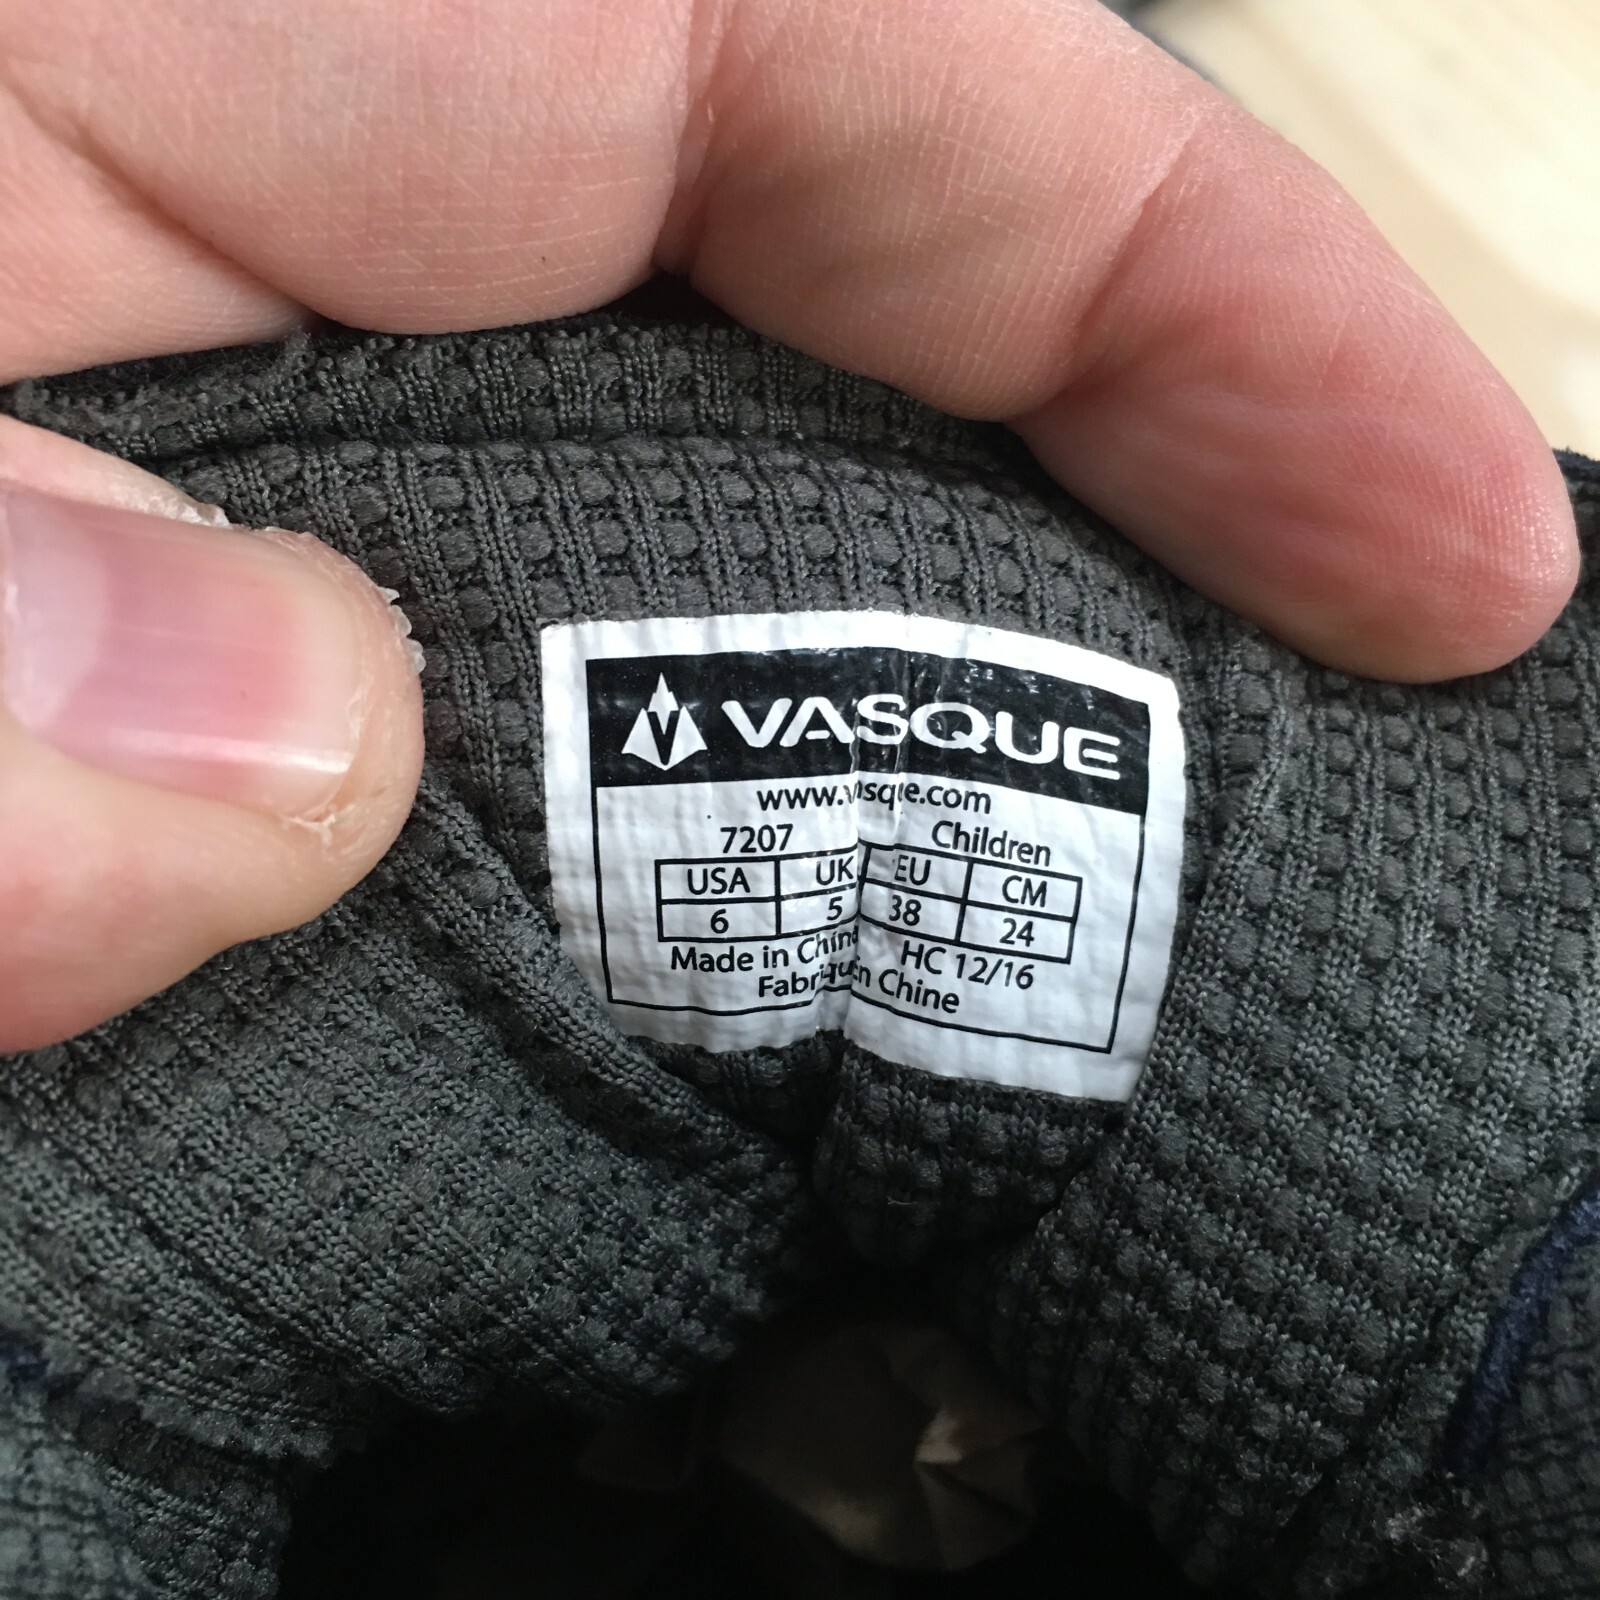 VASQUE
www.vasque.com
7207 Children
USA UK EU CM
6 5 38 24
Made in China HC 12/16
en Chine